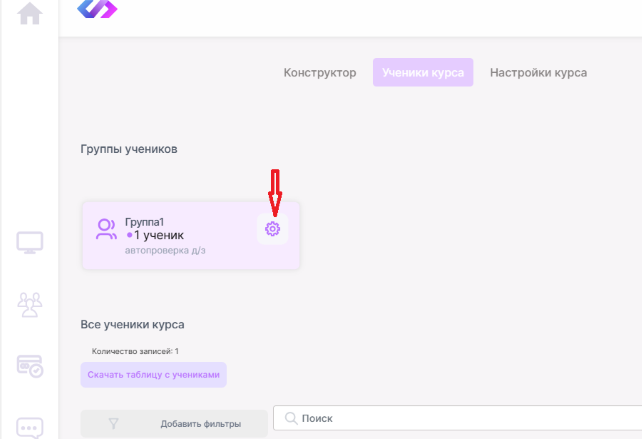 Конструктор
Ученики курса
Настройки курса
Группы учеников
Группа1
1 ученик
автопроверка д/з
Все ученики курса
Количество записей: 1
Скачать таблицу с учениками
Добавить фильтры
Поиск